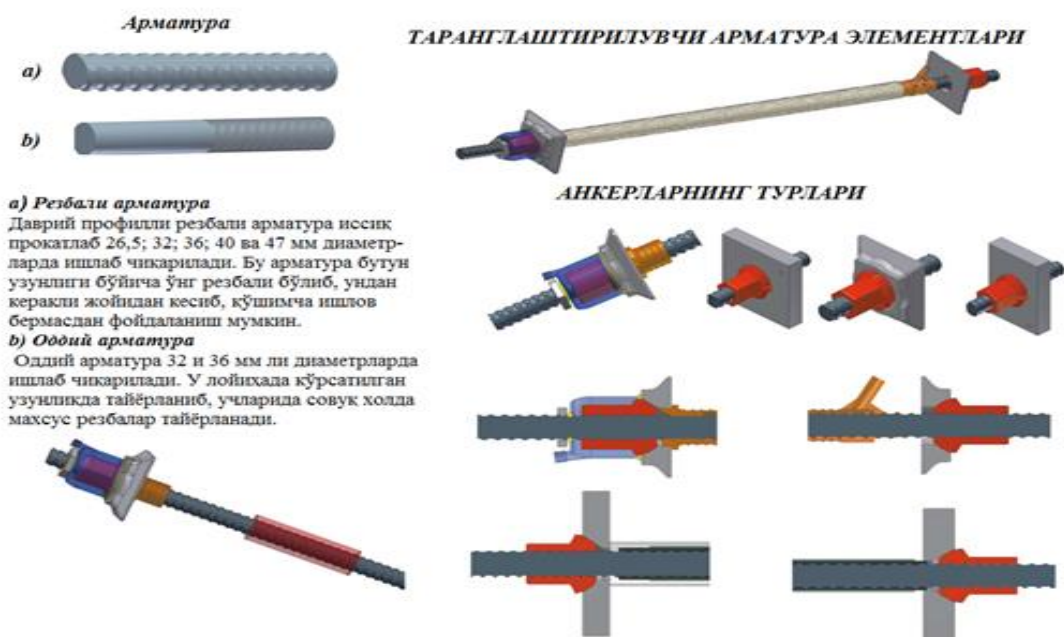 Арматура
a)
b)
a) Резбали арматура
Даврий профилли резбали арматура иссиқ
прокатлаб 26,5; 32; 36; 40 ва 47 мм диаметр-
ларда ишлаб чикарилади. Бу арматура бутун
узунлиги бўйича ўнг резбали бўлиб, ундан
керакли жойидан кесиб, қўшимча ишлов
бермасдан фойдаланиш мумкин.
b) Оддий арматура
Оддий арматура 32 и 36 мм ли диаметрларда
ишлаб чикарилади. У лойиҳада кўрсатилган
узунликда тайёрланиб, учларида совуқ холда
махсус резбалар тайёрланади.
ТАРАНГЛАШТИРИЛУВЧИ АРМАТУРА ЭЛЕМЕНТЛАРИ
АНКЕРЛАРНИНГ ТУРЛАРИ